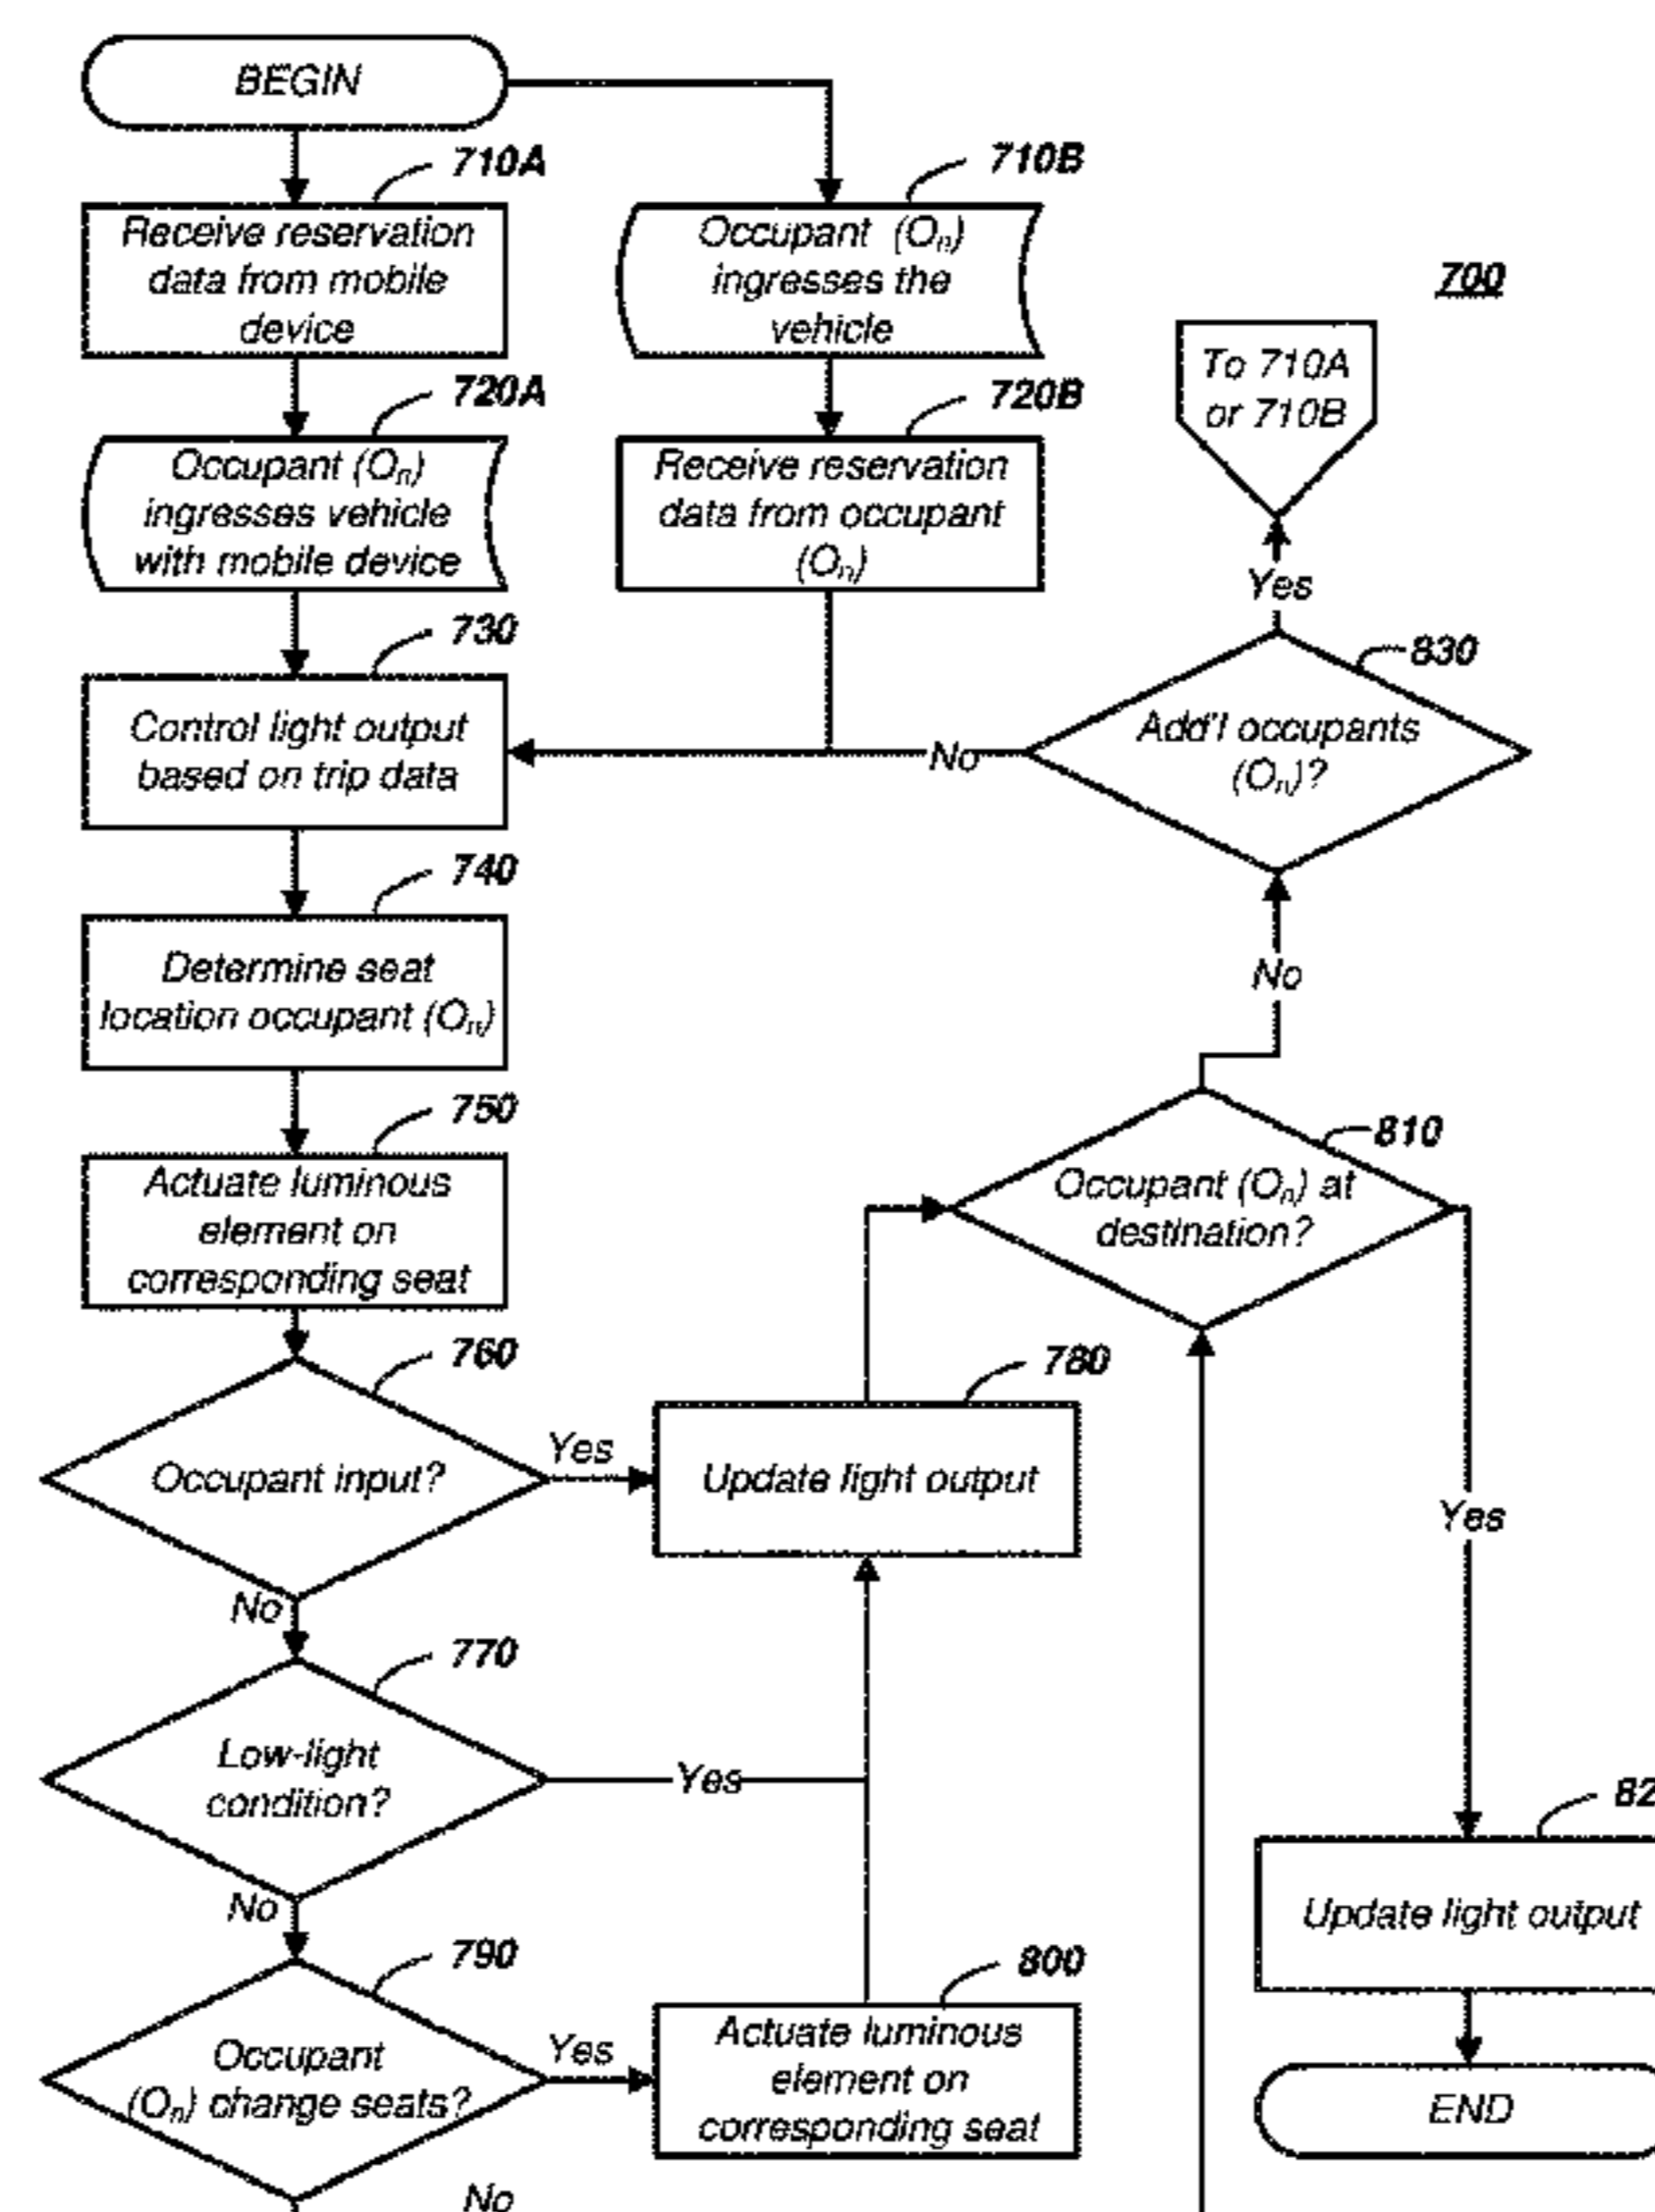 BEGIN
710A
710B
Receive reservation
data from mobile
device
Occupant (On)
ingresses the
vehicle
700
To 710A
or 710B
720A
720B
Occupant (On)
ingresses vehicle
with mobile device
Receive reservation
data from occupant
(On)
Yes
730
830
Control light output
based on trip data
No
Add'l occupants
(On)?
740
Determine seat
location occupant (On)
No
750
810
Actuate luminous
element on
corresponding seat
Occupant (On) at
destination?
760
780
Occupant input?
Yes
Update light output
Yes
No
770
Low-light
condition?
Yes
82
Update light output
No
790
800
Occupant
(On) change seats?
Yes
Actuate luminous
element on
corresponding seat
END
No